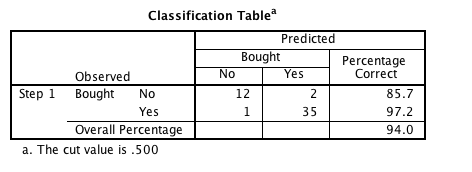 Classification Tableᵃ
Predicted
Bought Percentage Correct
Observed No Yes
Step 1 Bought No 12 2 85.7
Yes 1 35 97.2
Overall Percentage 94.0
a. The cut value is .500